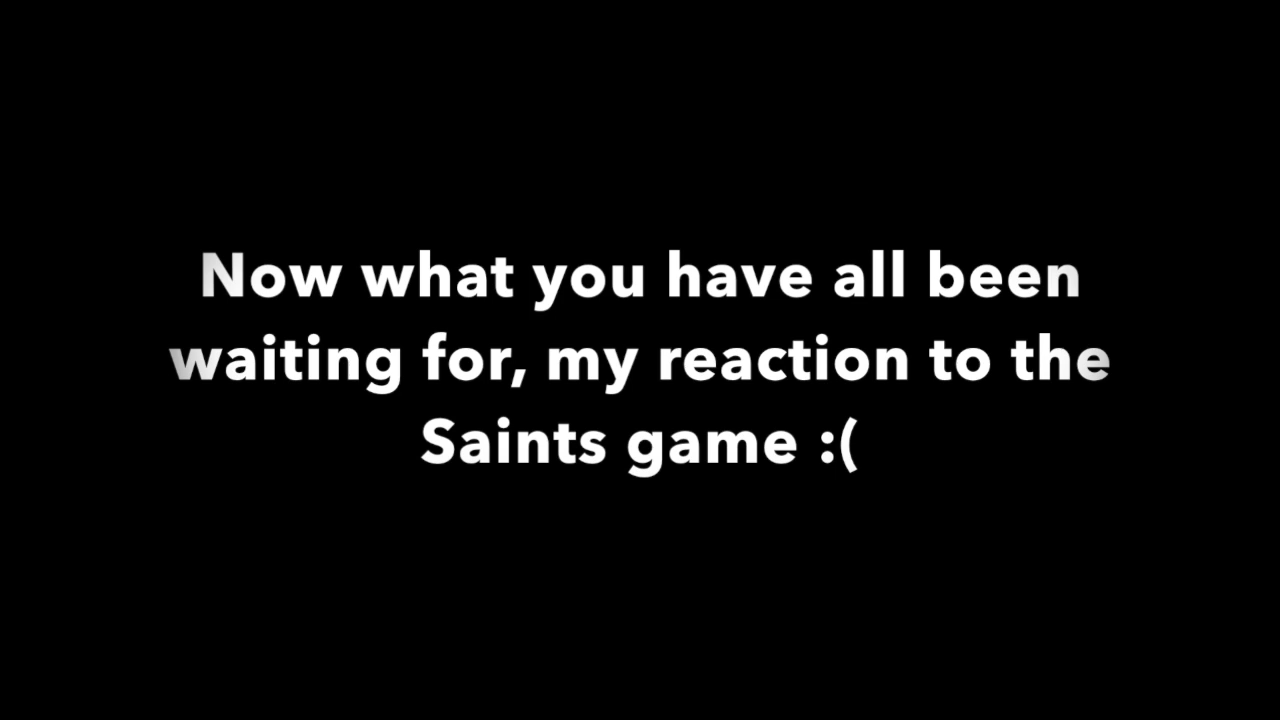 Now what you have all been
waiting for, my reaction to the
Saints game :(